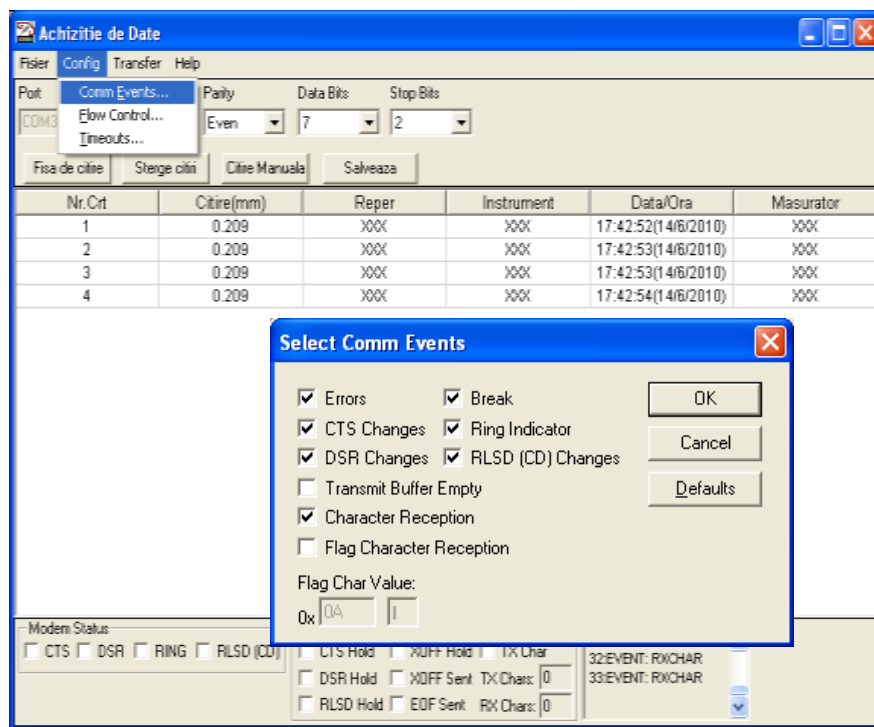 Achizitie de Date
Fisier Config Transfer Help
Port Comm Events... Parity Data Bits Stop Bits
COM3 Flow Control... Even 7 2
Timeouts...
Fisa de citire Sterge citiri Citire Manuala Salveaza
Nr.Crt Citire(mm) Reper Instrument Data/Ora Masurator
1 0.209 XXX XXX 17:42:52(14/6/2010) XXX
2 0.209 XXX XXX 17:42:53(14/6/2010) XXX
3 0.209 XXX XXX 17:42:53(14/6/2010) XXX
4 0.209 XXX XXX 17:42:54(14/6/2010) XXX
Select Comm Events
Errors Break OK
CTS Changes Ring Indicator
Cancel
DSR Changes RLSD (CD) Changes
Transmit Buffer Empty Defaults
Character Reception
Flag Character Reception
Flag Char Value:
0x 0A
Modem Status
CTS DSR RING RLSD (CD) CTS Hold XOFF Hold TX Char
32:EVENT: RXCHAR
DSR Hold XOFF Sent TX Chars: 0 33:EVENT: RXCHAR
RLSD Hold EOF Sent RX Chars: 0